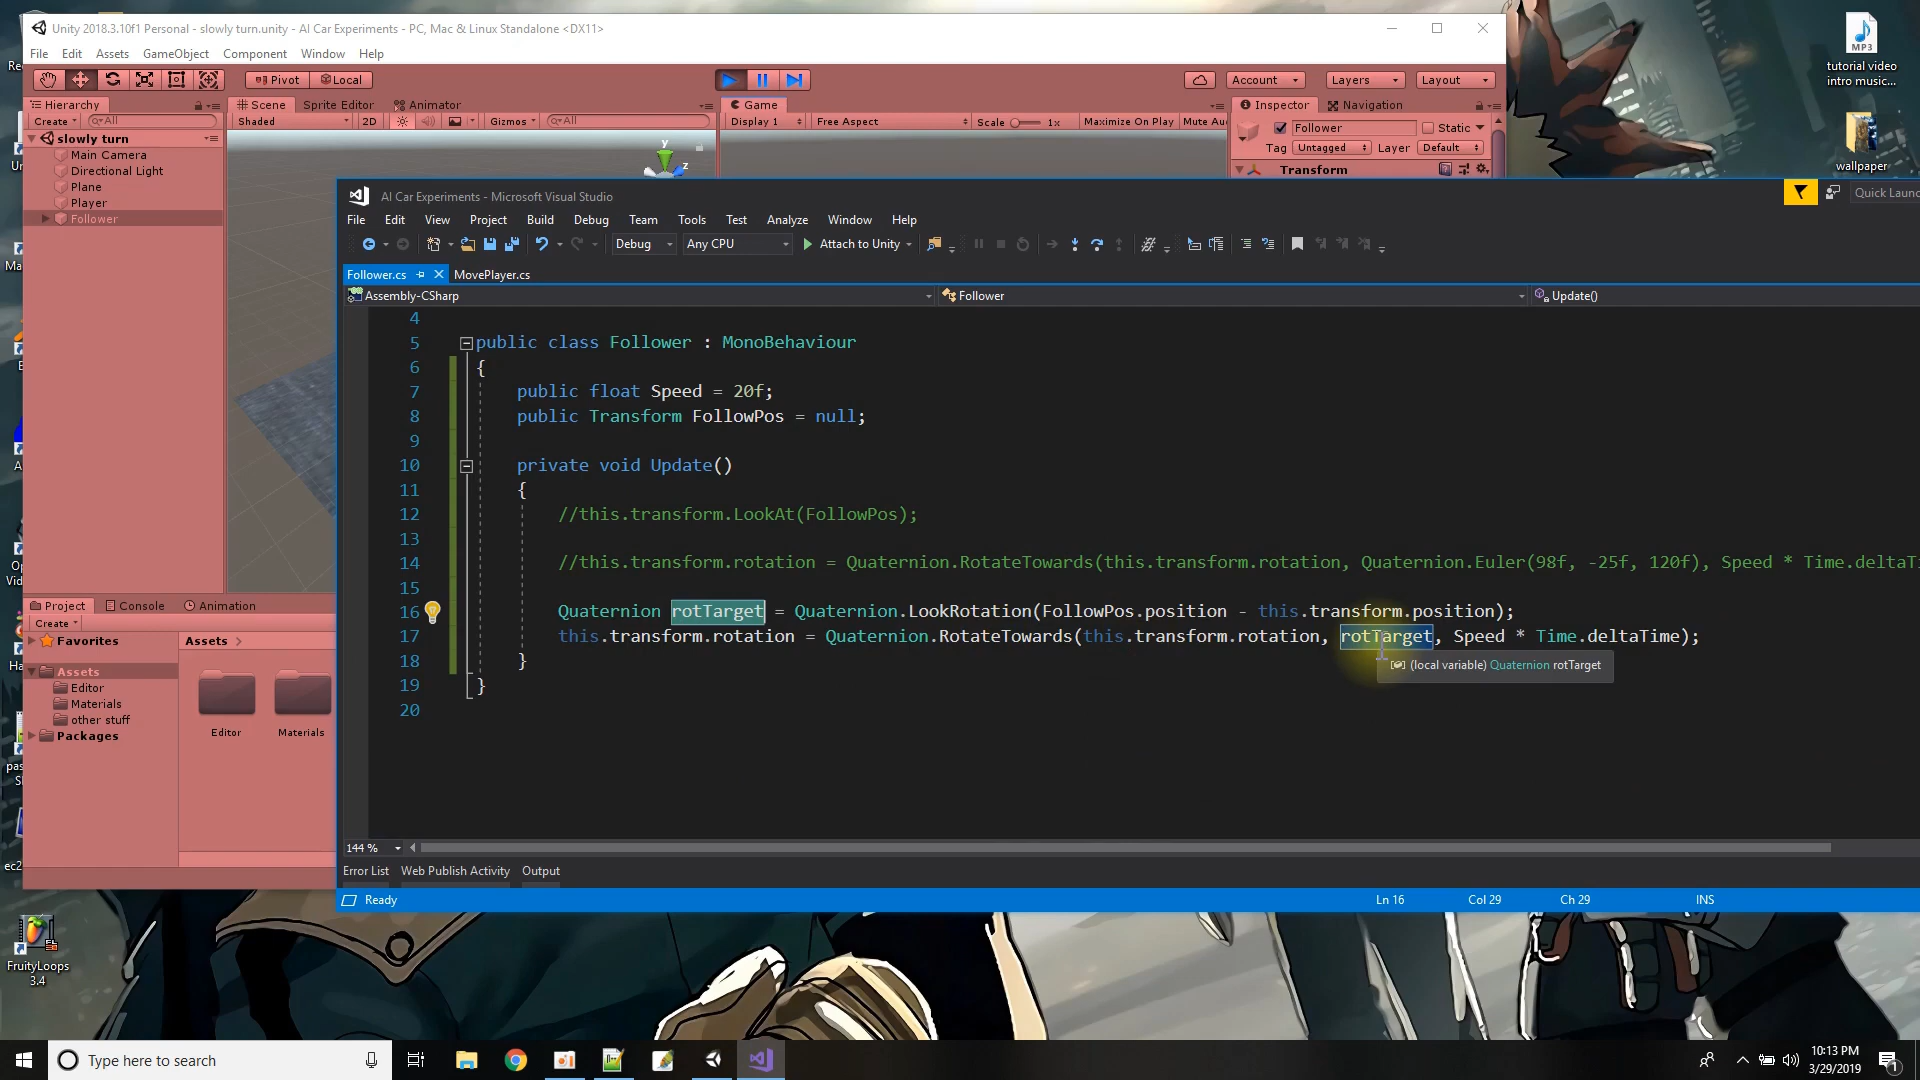 Unity 2018.3.10f1 Personal - slowly turn.unity - AI Car Experiments - PC, Mac & Linux Standalone <DX11>
File Edit Assets GameObject Component Window Help
Pivot Local Account Layers Layout
Hierarchy Scene Sprite Editor Animator Game Inspector Navigation
Create All Shaded 2D Gizmos All Display 1 Free Aspect Scale 1x Maximize On Play Mute Au
Follower Static
Tag Untagged Layer Default
Transform
slowly turn
Main Camera
Directional Light
Plane
Player
Follower
y
z
MP3
tutorial video
intro music...
wallpaper
AI Car Experiments - Microsoft Visual Studio
Quick Launc
File Edit View Project Build Debug Team Tools Test Analyze Window Help
Debug Any CPU Attach to Unity
Follower.cs MovePlayer.cs
Assembly-CSharp Follower Update()
4
5 public class Follower : MonoBehaviour
6 {
7 public float Speed = 20f;
8 public Transform FollowPos = null;
9
10 private void Update()
11 {
12 //this.transform.LookAt(FollowPos);
13
14 //this.transform.rotation = Quaternion.RotateTowards(this.transform.rotation, Quaternion.Euler(98f, -25f, 120f), Speed * Time.deltaTi
15
16 Quaternion rotTarget = Quaternion.LookRotation(FollowPos.position - this.transform.position);
17 this.transform.rotation = Quaternion.RotateTowards(this.transform.rotation, rotTarget, Speed * Time.deltaTime);
18 }
19 }
20
(local variable) Quaternion rotTarget
144 %
Error List Web Publish Activity Output
Ready Ln 16 Col 29 Ch 29 INS
Project Console Animation
Create
Favorites
Assets
Editor
Materials
other stuff
Packages
Assets
Editor Materials
ec2
FruityLoops
3.4
Type here to search
10:13 PM
3/29/2019
1